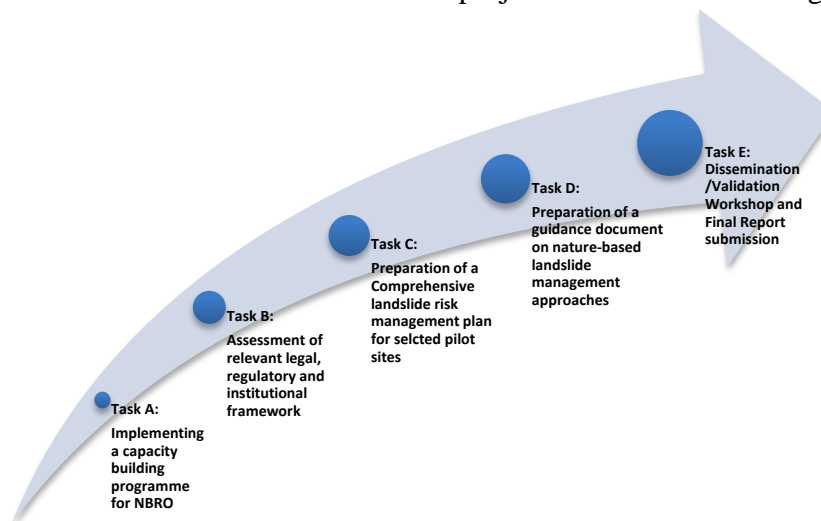 Task A:
Implementing
a capacity
building
programme
for NBRO
Task B:
Assessment of
relevant legal,
regulatory and
institutional
framework
Task C:
Preparation of a
Comprehensive
landslide risk
management plan
for selcted pilot
sites
Task D:
Preparation of a
guidance document
on nature-based
landslide
management
approaches
Task E:
Dissemination
/Validation
Workshop and
Final Report
submission